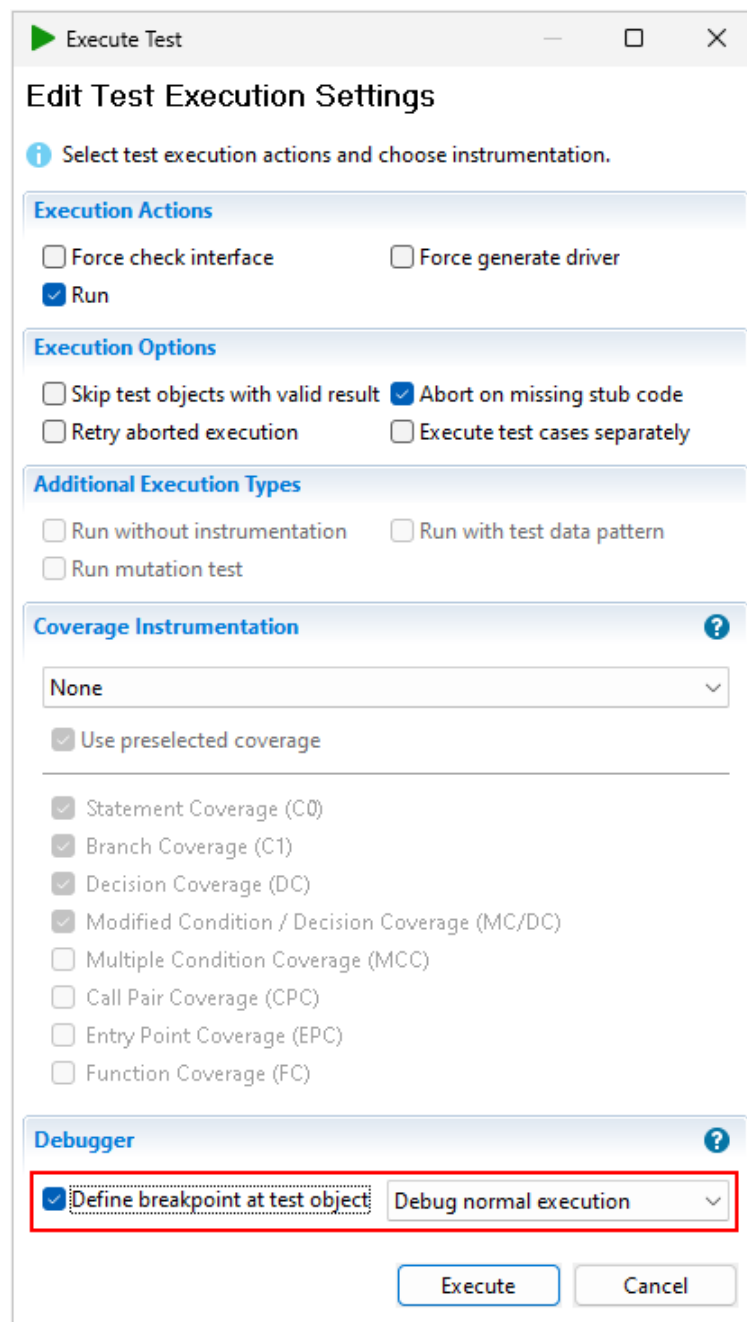 Execute Test
Edit Test Execution Settings
Select test execution actions and choose instrumentation.
Execution Actions
Force check interface Force generate driver
Run
Execution Options
Skip test objects with valid result Abort on missing stub code
Retry aborted execution Execute test cases separately
Additional Execution Types
Run without instrumentation Run with test data pattern
Run mutation test
Coverage Instrumentation ?
None
Use preselected coverage
Statement Coverage (C0)
Branch Coverage (C1)
Decision Coverage (DC)
Modified Condition / Decision Coverage (MC/DC)
Multiple Condition Coverage (MCC)
Call Pair Coverage (CPC)
Entry Point Coverage (EPC)
Function Coverage (FC)
Debugger ?
Define breakpoint at test object Debug normal execution
Execute Cancel